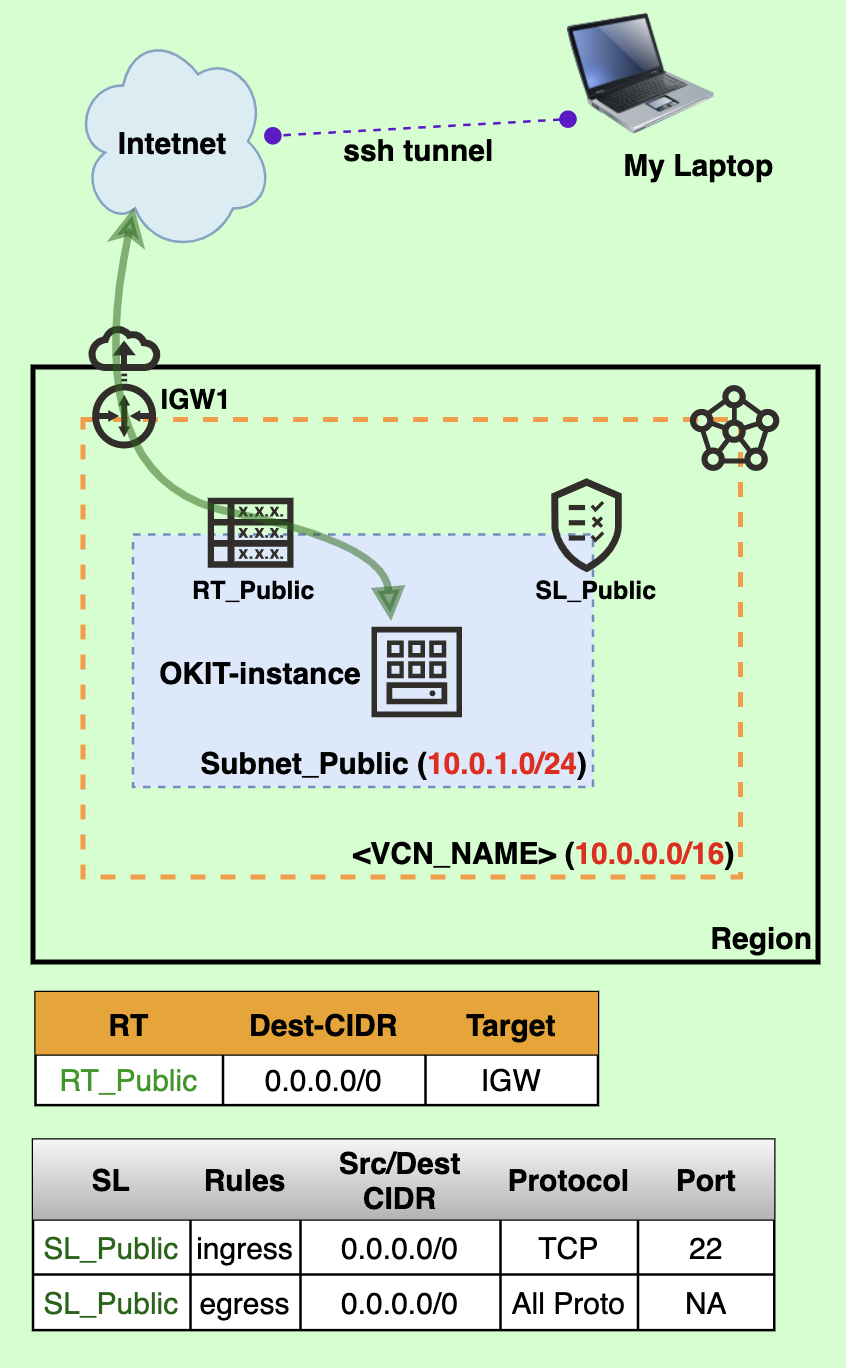 Intetnet
ssh tunnel
My Laptop
IGW1
x.x.x.
x.x.x.
x.x.x.
RT_Public
SL_Public
OKIT-instance
Subnet_Public (10.0.1.0/24)
<VCN_NAME> (10.0.0.0/16)
Region
RT Dest-CIDR Target
RT_Public 0.0.0.0/0 IGW
SL Rules Src/Dest CIDR Protocol Port
SL_Public ingress 0.0.0.0/0 TCP 22
SL_Public egress 0.0.0.0/0 All Proto NA